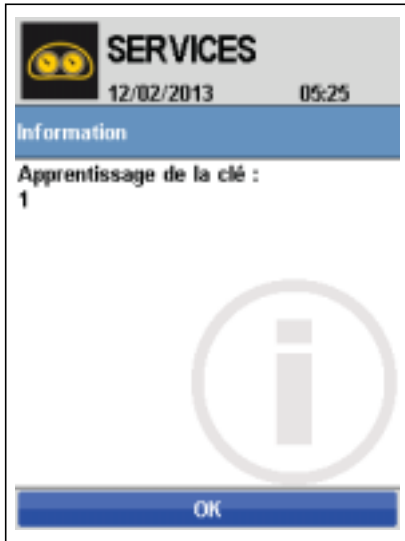 SERVICES
12/02/2013 05:25
Information
Apprentissage de la clé :
1
OK